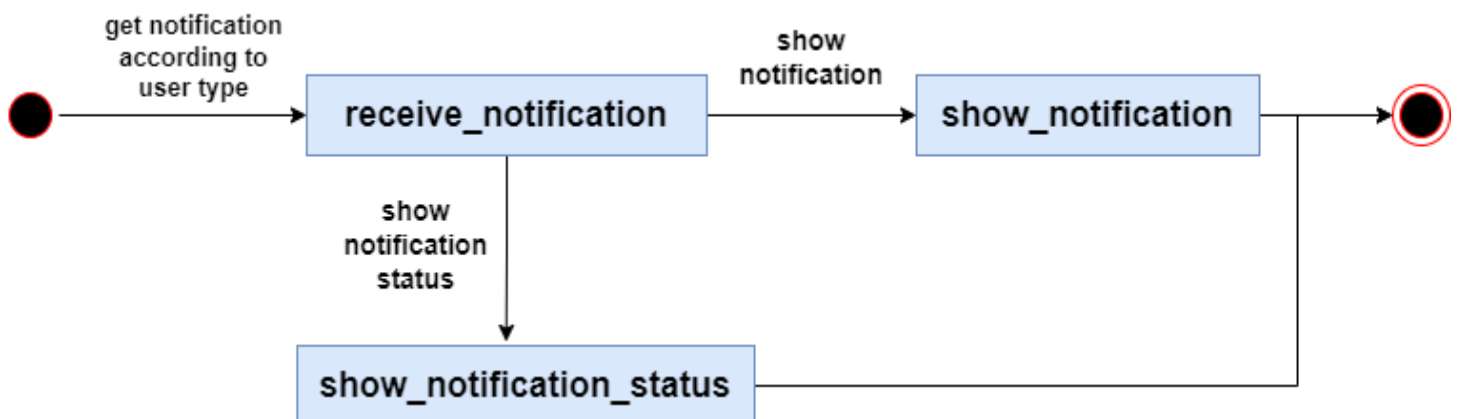 get notification
according to
user type
receive_notification
show
notification
show_notification
show
notification
status
show_notification_status